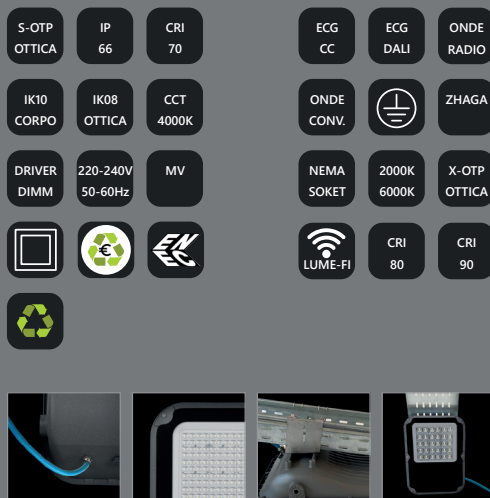 S-OTP
OTTICA
IP
66
CRI
70
ECG
CC
ECG
DALI
ONDE
RADIO
IK10
CORPO
IK08
OTTICA
CCT
4000K
ONDE
CONV.
ZHAGA
DRIVER
DIMM
220-240V
50-60Hz
MV
NEMA
SOKET
2000K
6000K
X-OTP
OTTICA
€
ENEC
LUME-FI
CRI
80
CRI
90